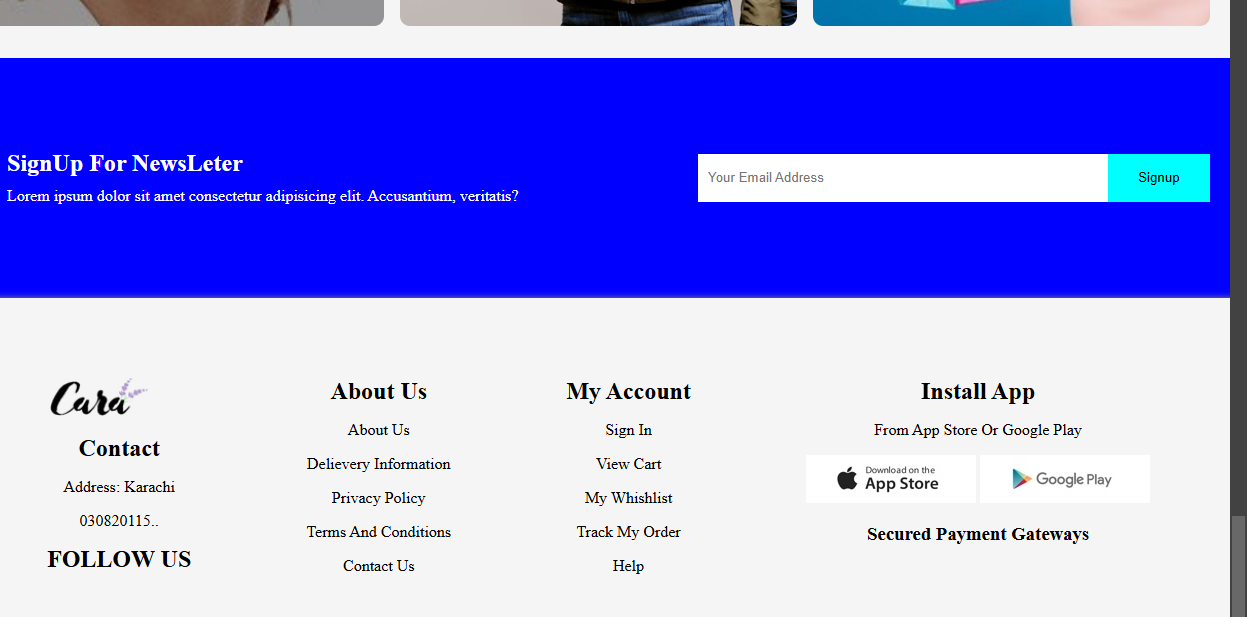 SignUp For NewsLeter
Lorem ipsum dolor sit amet consectetur adipisicing elit. Accusantium, veritatis?
Your Email Address
Signup
Cara
Contact
Address: Karachi
030820115..
FOLLOW US
About Us
About Us
Delievery Information
Privacy Policy
Terms And Conditions
Contact Us
My Account
Sign In
View Cart
My Whishlist
Track My Order
Help
Install App
From App Store Or Google Play
Download on the
App Store
Google Play
Secured Payment Gateways